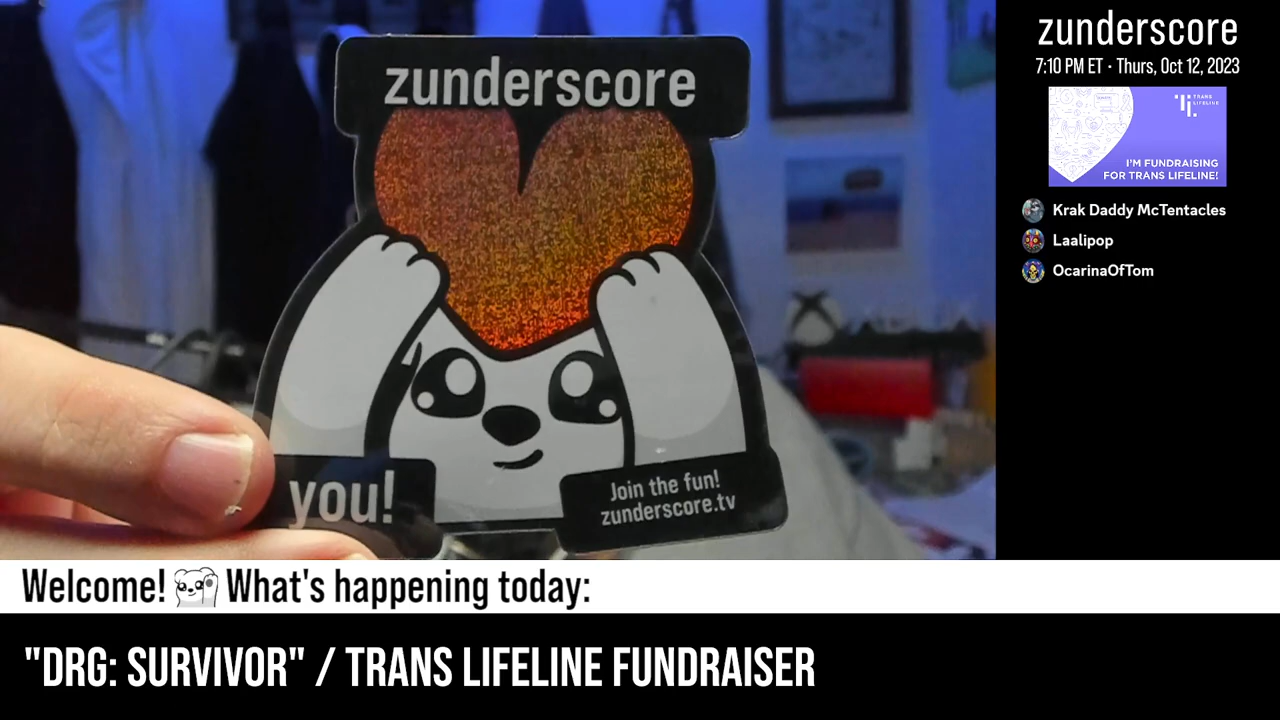 zunderscore
you!
Join the fun!
zunderscore.tv
zunderscore
7:10 PM ET · Thurs, Oct 12, 2023
TRANS
LIFELINE
I'M FUNDRAISING
FOR TRANS LIFELINE!
Krak Daddy McTentacles
Laalipop
OcarinaOfTom
Welcome! What's happening today:
"DRG: SURVIVOR" / TRANS LIFELINE FUNDRAISER